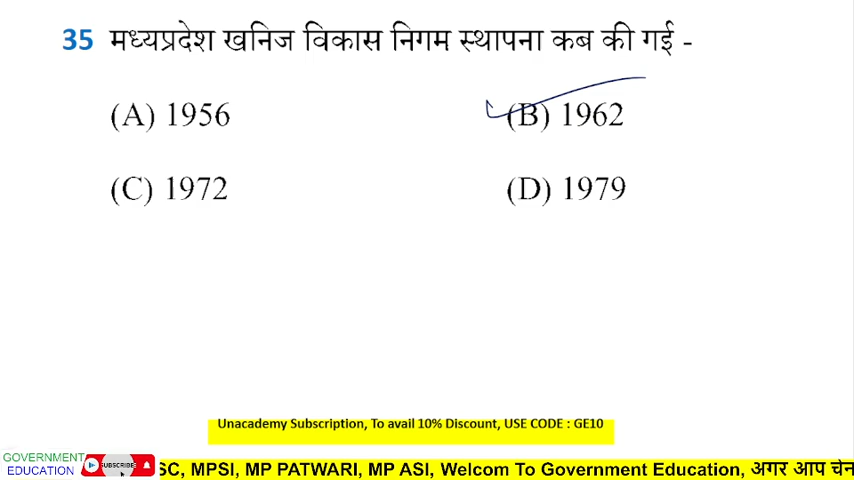 35 मध्यप्रदेश खनिज विकास निगम स्थापना कब की गई -
(A) 1956
(B) 1962
(C) 1972
(D) 1979
Unacademy Subscription, To avail 10% Discount, USE CODE : GE10
GOVERNMENT
EDUCATION
SUBSCRIBE
SC, MPSI, MP PATWARI, MP ASI, Welcom To Government Education, अगर आप चेन